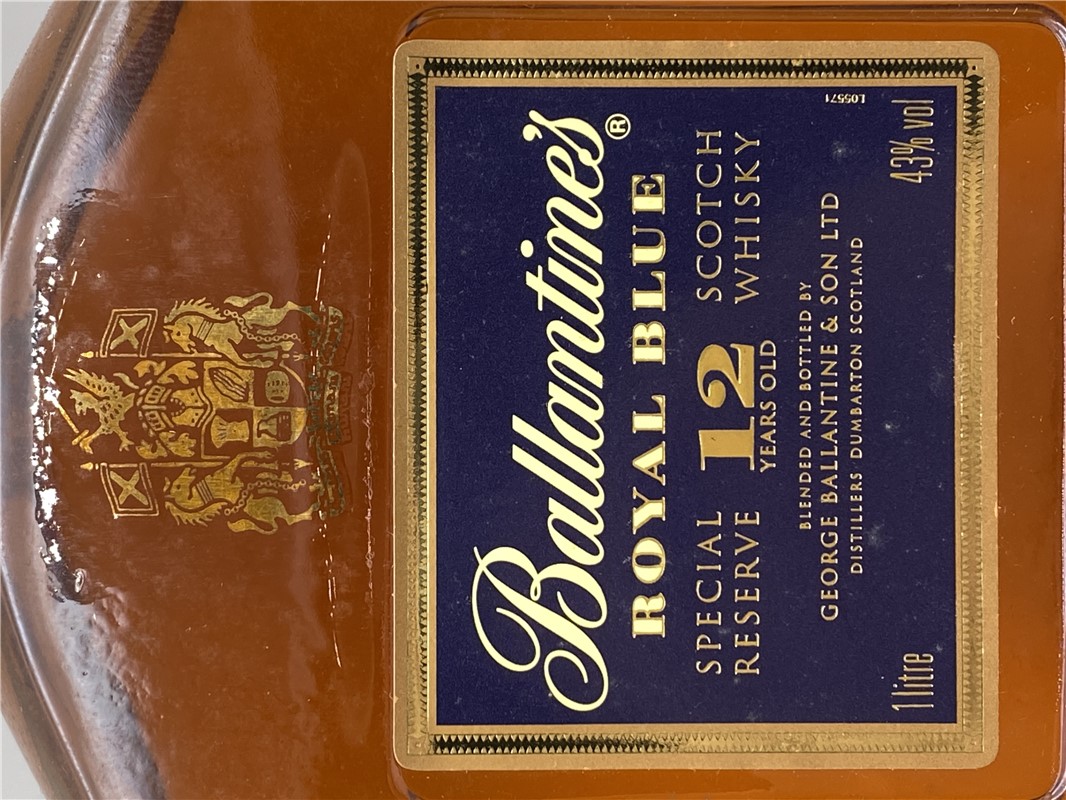 Ballantine's®
ROYAL BLUE
SPECIAL RESERVE
12 YEARS OLD
SCOTCH WHISKY
BLENDED AND BOTTLED BY
GEORGE BALLANTINE & SON LTD
DISTILLERS DUMBARTON SCOTLAND
1 litre 43% vol
L05571